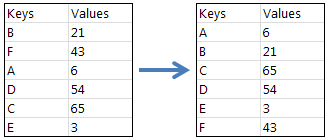 Keys Values
B 21
F 43
A 6
D 54
C 65
E 3
Keys Values
A 6
B 21
C 65
D 54
E 3
F 43